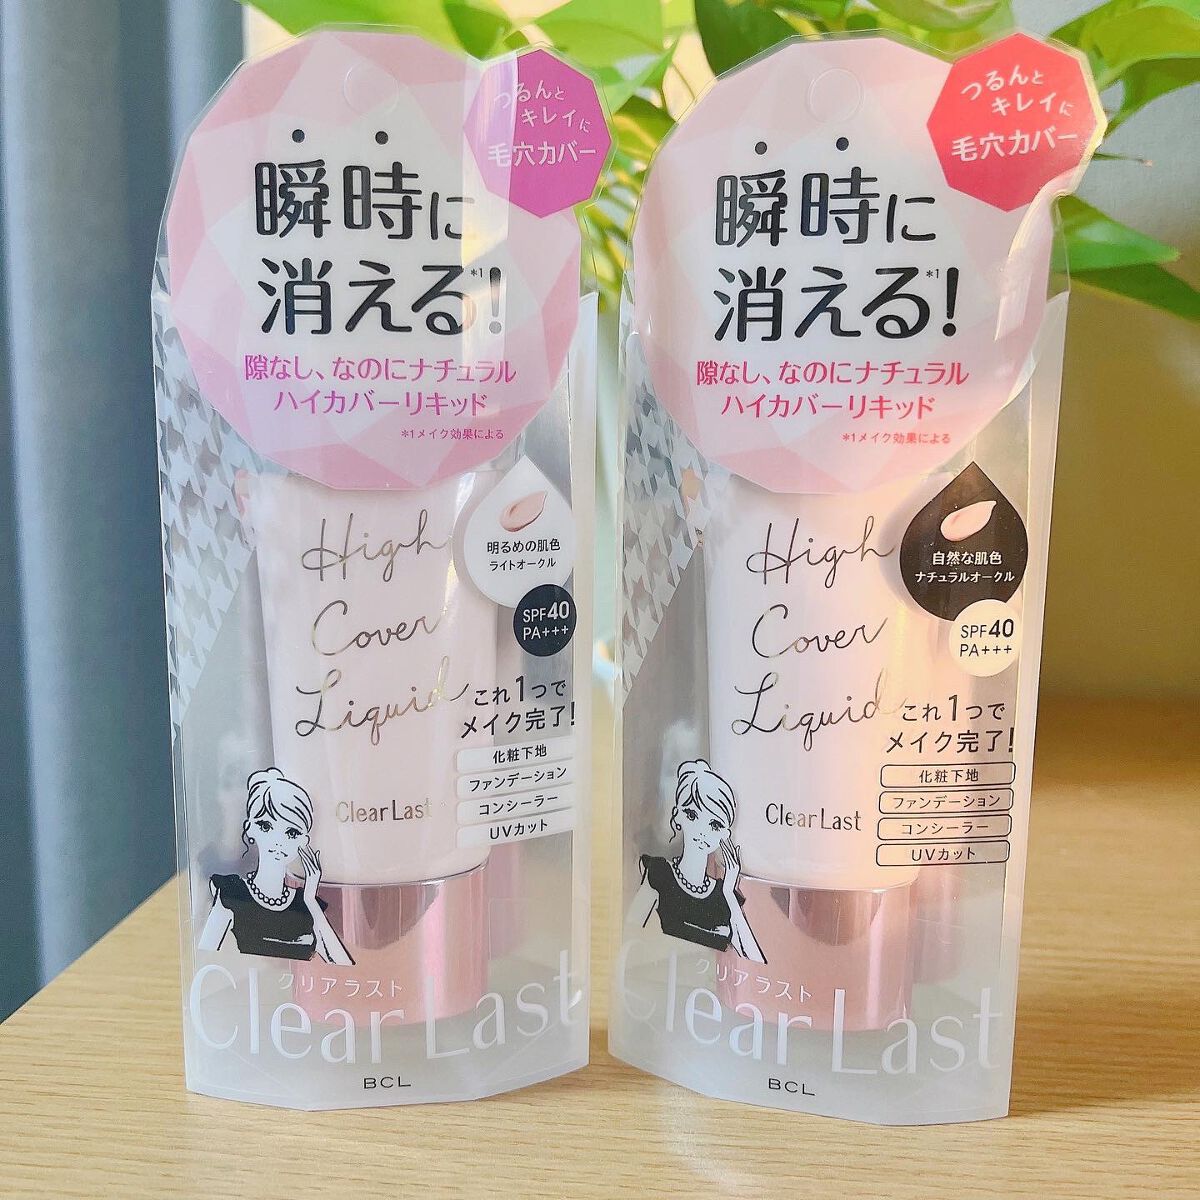 つるんと
キレイに
毛穴カバー
瞬時に
消える!*1
隙なし、なのにナチュラル
ハイカバーリキッド
*1メイク効果による
High
Cover
Liquid
明るめの肌色
ライトオークル
SPF40
PA+++
これ1つで
メイク完了!
化粧下地
ファンデーション
コンシーラー
UVカット
Clear Last
クリアラスト
Clear Last
BCL
つるんと
キレイに
毛穴カバー
瞬時に
消える!*1
隙なし、なのにナチュラル
ハイカバーリキッド
*1メイク効果による
High
Cover
Liquid
自然な肌色
ナチュラルオークル
SPF40
PA+++
これ1つで
メイク完了!
化粧下地
ファンデーション
コンシーラー
UVカット
Clear Last
クリアラスト
Clear Last
BCL